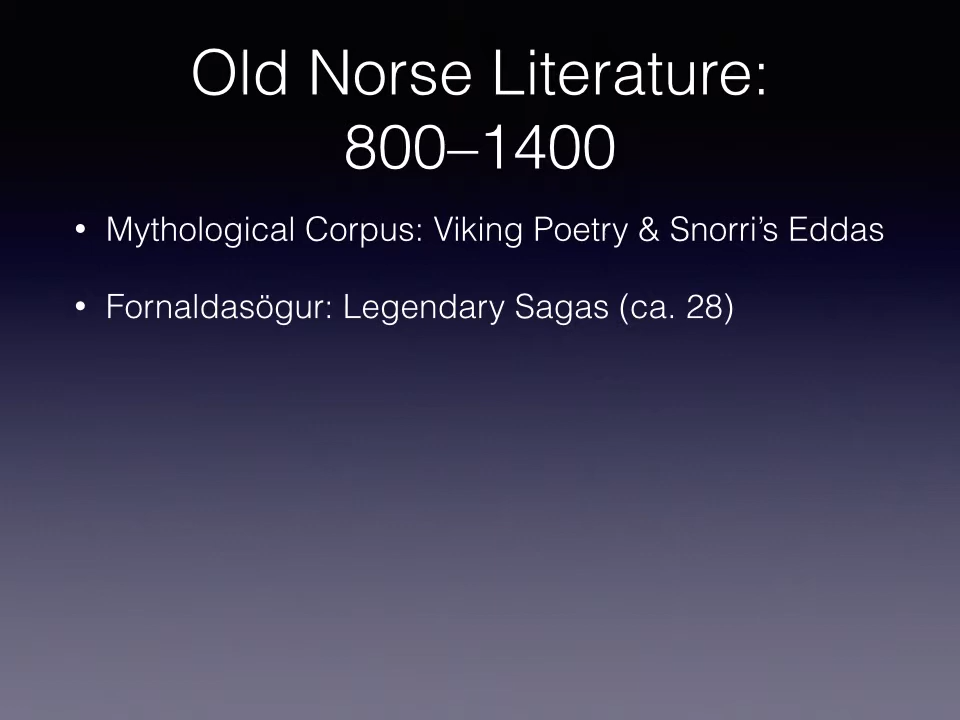 Old Norse Literature:
800–1400
• Mythological Corpus: Viking Poetry & Snorri’s Eddas
• Fornaldasögur: Legendary Sagas (ca. 28)